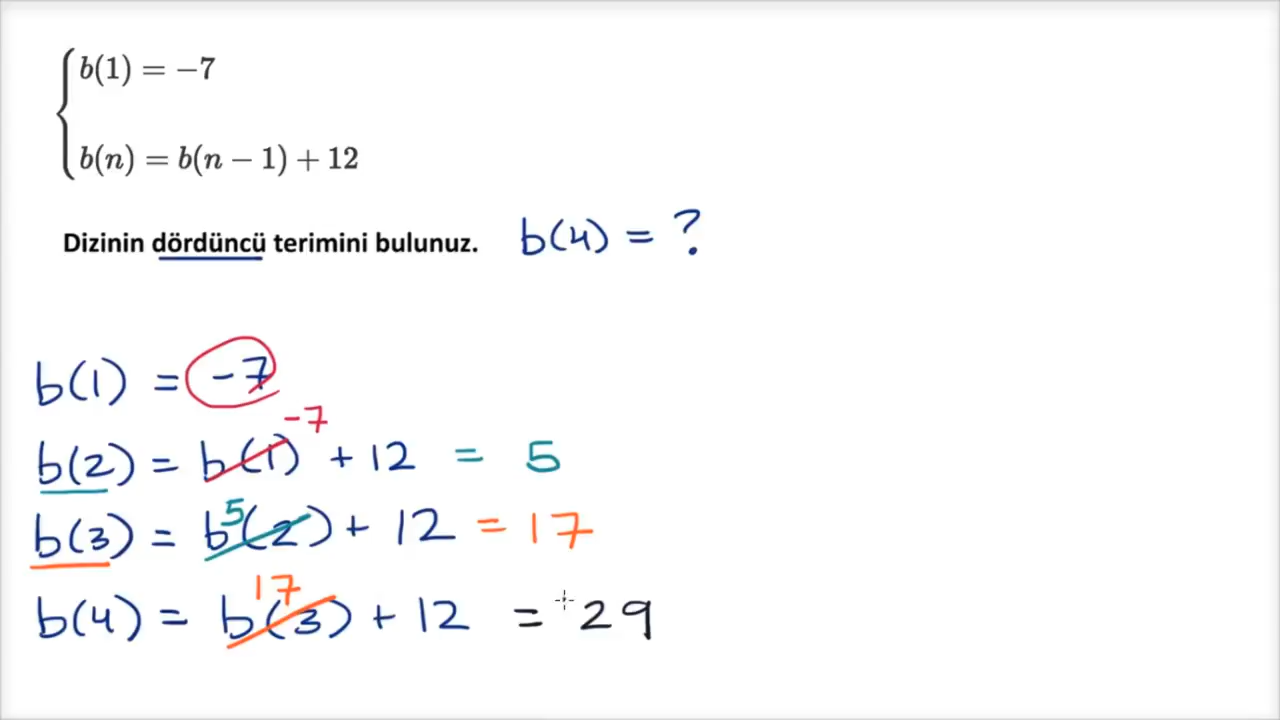 b(1) = −7
b(n) = b(n − 1) + 12
Dizinin dördüncü terimini bulunuz. b(4) = ?
b(1) = -7
-7
b(2) = b(1) + 12 = 5
5
b(3) = b(2) + 12 = 17
17
b(4) = b(3) + 12 = 29